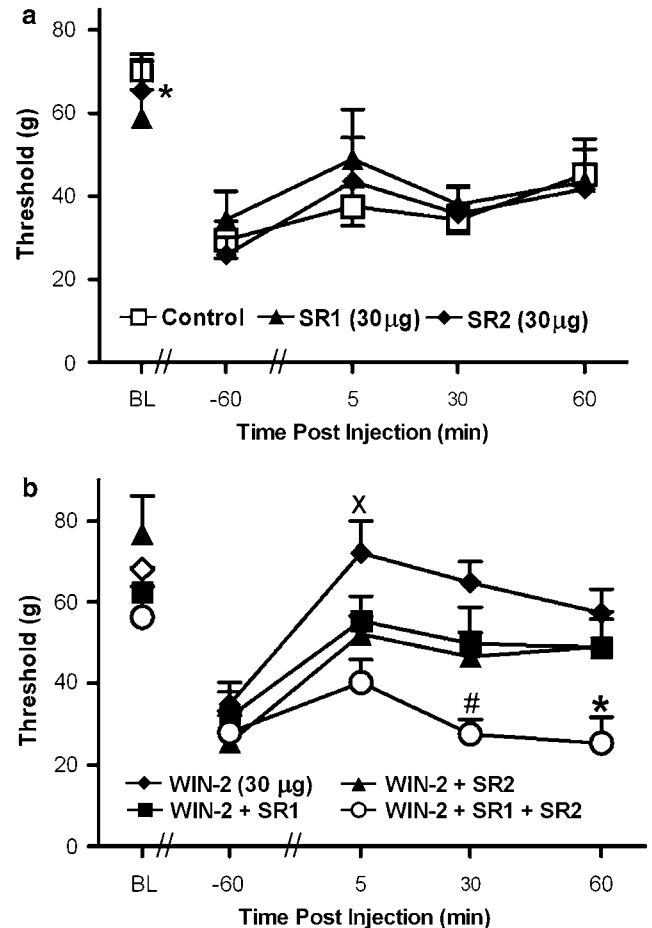 a
80
*
60
40
20
0
Threshold (g)
Control SR1 (30μg) SR2 (30μg)
BL // -60 // 5 30 60
Time Post Injection (min)
b
80
60
40
20
0
Threshold (g)
X
# *
WIN-2 (30 μg) WIN-2 + SR2
WIN-2 + SR1 WIN-2 + SR1 + SR2
BL // -60 // 5 30 60
Time Post Injection (min)